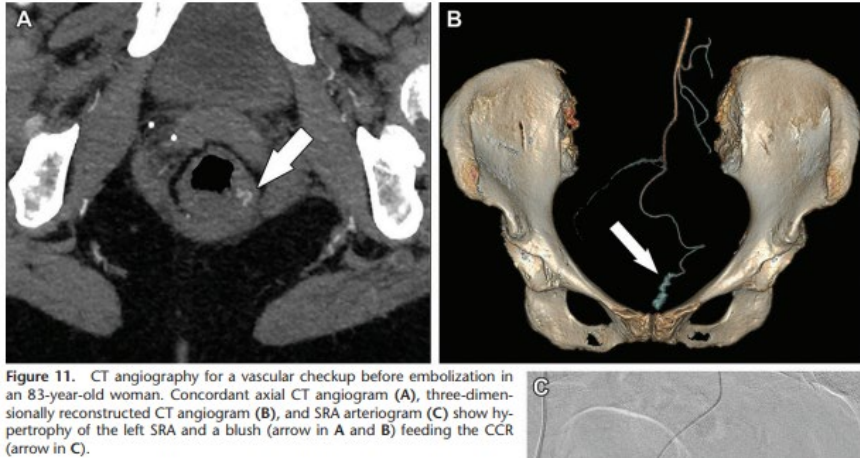 A
B
Figure 11. CT angiography for a vascular checkup before embolization in
an 83-year-old woman. Concordant axial CT angiogram (A), three-dimen-
sionally reconstructed CT angiogram (B), and SRA arteriogram (C) show hy-
pertrophy of the left SRA and a blush (arrow in A and B) feeding the CCR
(arrow in C).
C